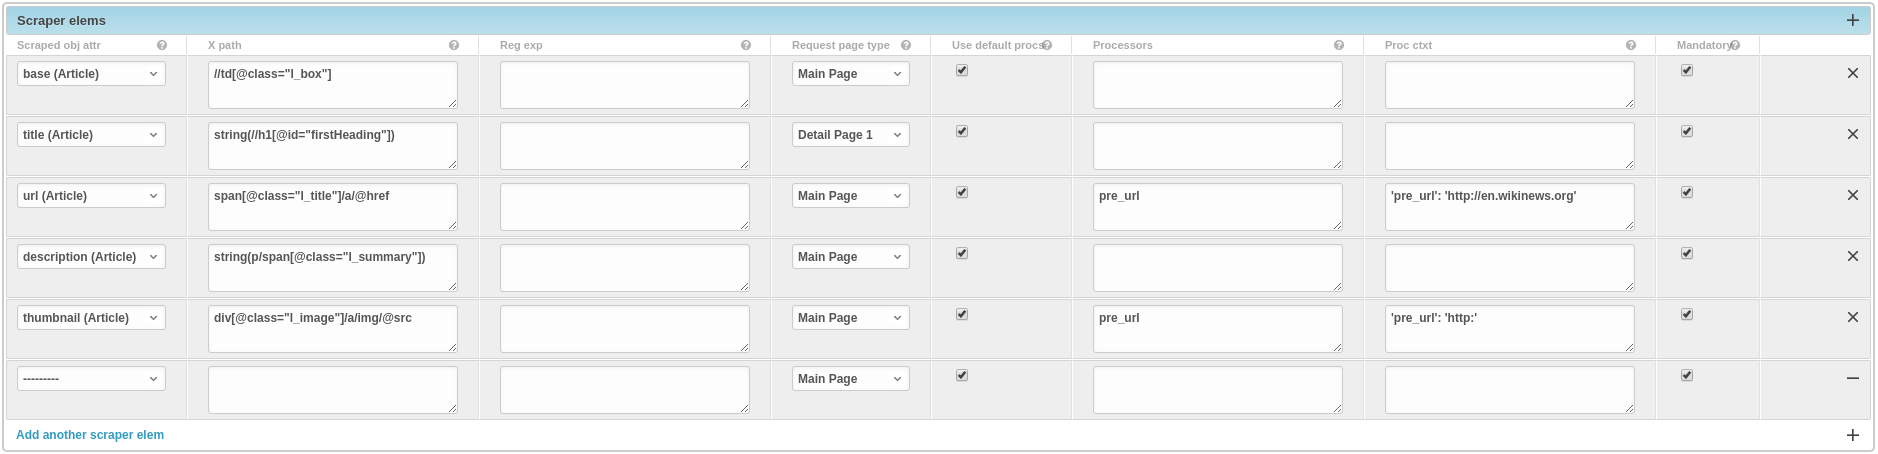 Scraper elems
Scraped obj attr X path Reg exp Request page type Use default procs Processors Proc ctxt Mandatory
base (Article) //td[@class="l_box"] Main Page
title (Article) string(//h1[@id="firstHeading"]) Detail Page 1
url (Article) span[@class="l_title"]/a/@href Main Page pre_url 'pre_url': 'http://en.wikinews.org'
description (Article) string(p/span[@class="l_summary"]) Main Page
thumbnail (Article) div[@class="l_image"]/a/img/@src Main Page pre_url 'pre_url': 'http:'
--------- Main Page
Add another scraper elem